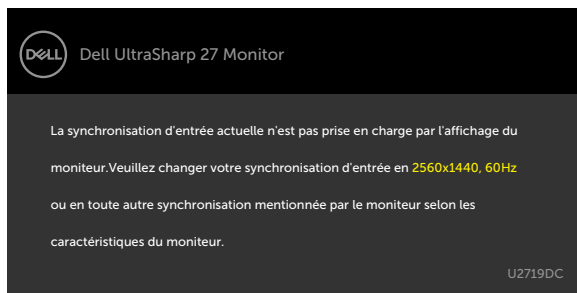 DELL
Dell UltraSharp 27 Monitor
La synchronisation d'entrée actuelle n'est pas prise en charge par l'affichage du
moniteur.Veuillez changer votre synchronisation d'entrée en 2560x1440, 60Hz
ou en toute autre synchronisation mentionnée par le moniteur selon les
caractéristiques du moniteur.
U2719DC